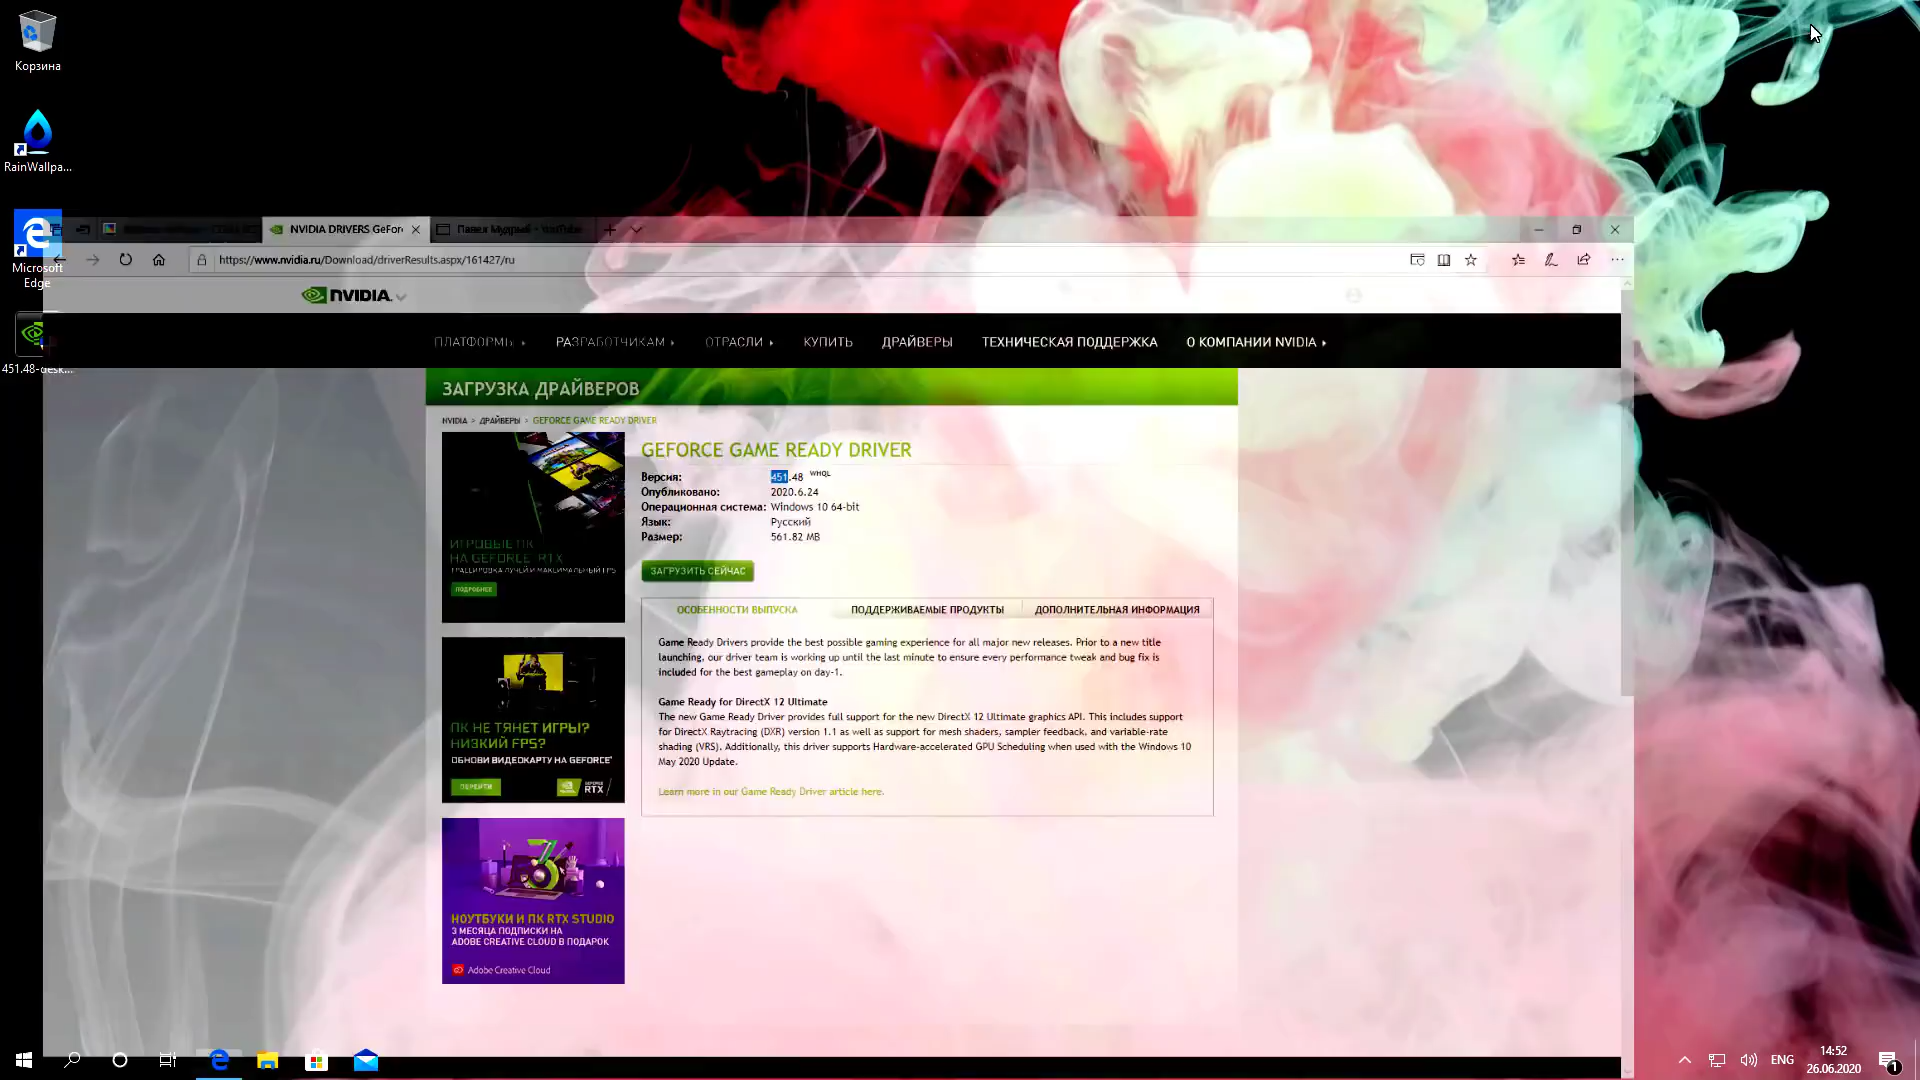 Корзина
RainWallpa...
Microsoft
Edge
451.48-desk...
NVIDIA DRIVERS GeFor
Павел Мудрый - YouTube
https://www.nvidia.ru/Download/driverResults.aspx/161427/ru
NVIDIA.
ПЛАТФОРМЫ
РАЗРАБОТЧИКАМ
ОТРАСЛИ
КУПИТЬ
ДРАЙВЕРЫ
ТЕХНИЧЕСКАЯ ПОДДЕРЖКА
О КОМПАНИИ NVIDIA
ЗАГРУЗКА ДРАЙВЕРОВ
NVIDIA > ДРАЙВЕРЫ > GEFORCE GAME READY DRIVER
GEFORCE GAME READY DRIVER
Версия: 451.48 WHQL
Опубликовано: 2020.6.24
Операционная система: Windows 10 64-bit
Язык: Русский
Размер: 561.82 MB
ЗАГРУЗИТЬ СЕЙЧАС
ОСОБЕННОСТИ ВЫПУСКА
ПОДДЕРЖИВАЕМЫЕ ПРОДУКТЫ
ДОПОЛНИТЕЛЬНАЯ ИНФОРМАЦИЯ
Game Ready Drivers provide the best possible gaming experience for all major new releases. Prior to a new title
launching, our driver team is working up until the last minute to ensure every performance tweak and bug fix is
included for the best gameplay on day-1.
Game Ready for DirectX 12 Ultimate
The new Game Ready Driver provides full support for the new DirectX 12 Ultimate graphics API. This includes support
for DirectX Raytracing (DXR) version 1.1 as well as support for mesh shaders, sampler feedback, and variable-rate
shading (VRS). Additionally, this driver supports Hardware-accelerated GPU Scheduling when used with the Windows 10
May 2020 Update.
Learn more in our Game Ready Driver article here.
ИГРОВЫЕ ПК
НА GEFORCE RTX
ТРАССИРОВКА ЛУЧЕЙ И МАКСИМАЛЬНЫЙ FPS
ПОДРОБНЕЕ
ПК НЕ ТЯНЕТ ИГРЫ?
НИЗКИЙ FPS?
ОБНОВИ ВИДЕОКАРТУ НА GEFORCE
ПЕРЕЙТИ
GEFORCE
RTX
НОУТБУКИ И ПК RTX STUDIO
3 МЕСЯЦА ПОДПИСКИ НА
ADOBE CREATIVE CLOUD В ПОДАРОК
Adobe Creative Cloud
ENG
14:52
26.06.2020
1